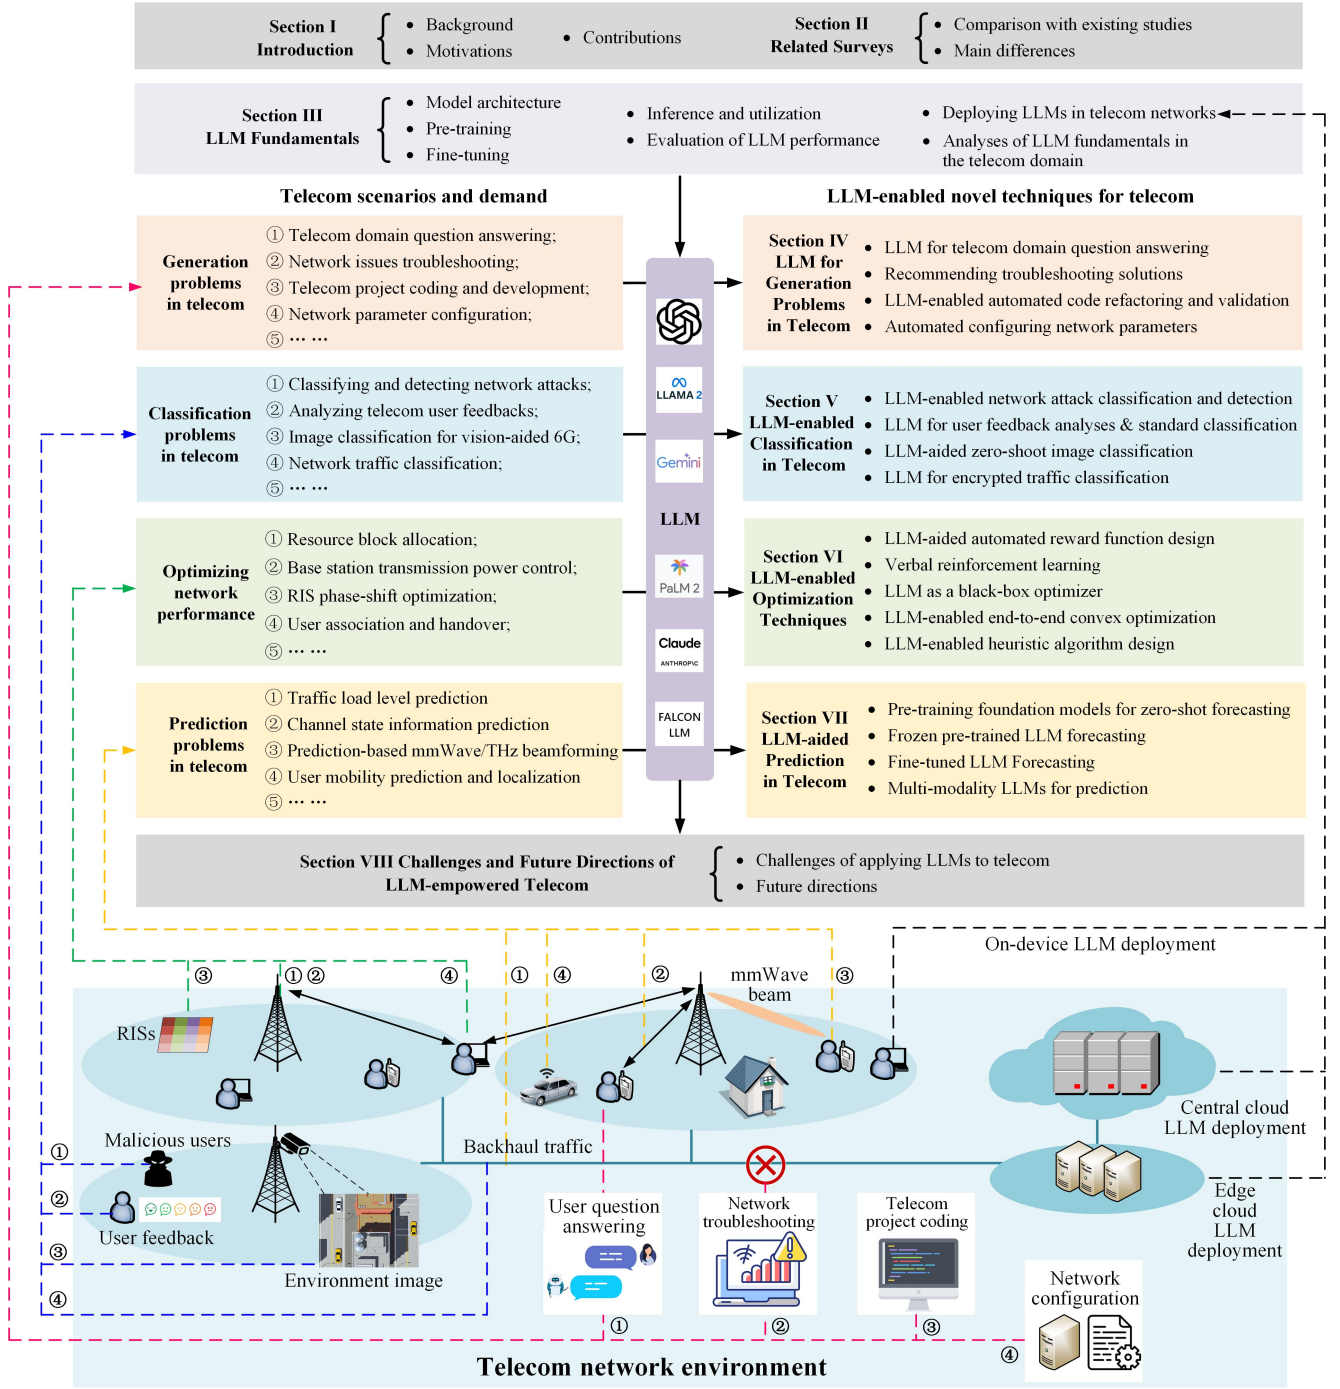 Section I
Introduction
• Background
• Motivations
• Contributions
Section II
Related Surveys
• Comparison with existing studies
• Main differences
Section III
LLM Fundamentals
• Model architecture
• Pre-training
• Fine-tuning
• Inference and utilization
• Evaluation of LLM performance
• Deploying LLMs in telecom networks
• Analyses of LLM fundamentals in
the telecom domain
Telecom scenarios and demand
LLM-enabled novel techniques for telecom
Generation
problems
in telecom
① Telecom domain question answering;
② Network issues troubleshooting;
③ Telecom project coding and development;
④ Network parameter configuration;
⑤ ··· ···
Section IV
LLM for
Generation
Problems
in Telecom
• LLM for telecom domain question answering
• Recommending troubleshooting solutions
• LLM-enabled automated code refactoring and validation
• Automated configuring network parameters
Classification
problems
in telecom
① Classifying and detecting network attacks;
② Analyzing telecom user feedbacks;
③ Image classification for vision-aided 6G;
④ Network traffic classification;
⑤ ··· ···
LLAMA 2
Gemini
LLM
PaLM 2
Claude
ANTHROP\C
FALCON
LLM
Section V
LLM-enabled
Classification
in Telecom
• LLM-enabled network attack classification and detection
• LLM for user feedback analyses & standard classification
• LLM-aided zero-shoot image classification
• LLM for encrypted traffic classification
Optimizing
network
performance
① Resource block allocation;
② Base station transmission power control;
③ RIS phase-shift optimization;
④ User association and handover;
⑤ ··· ···
Section VI
LLM-enabled
Optimization
Techniques
• LLM-aided automated reward function design
• Verbal reinforcement learning
• LLM as a black-box optimizer
• LLM-enabled end-to-end convex optimization
• LLM-enabled heuristic algorithm design
Prediction
problems
in telecom
① Traffic load level prediction
② Channel state information prediction
③ Prediction-based mmWave/THz beamforming
④ User mobility prediction and localization
⑤ ··· ···
Section VII
LLM-aided
Prediction
in Telecom
• Pre-training foundation models for zero-shot forecasting
• Frozen pre-trained LLM forecasting
• Fine-tuned LLM Forecasting
• Multi-modality LLMs for prediction
Section VIII Challenges and Future Directions of
LLM-empowered Telecom
• Challenges of applying LLMs to telecom
• Future directions
On-device LLM deployment
③
① ②
④
①
④
②
mmWave
beam
③
RISs
Central cloud
LLM deployment
Malicious users
Backhaul traffic
①
②
User feedback
③
Environment image
④
Edge
cloud
LLM
deployment
User question
answering
①
Network
troubleshooting
②
Telecom
project coding
③
Network
configuration
④
Telecom network environment